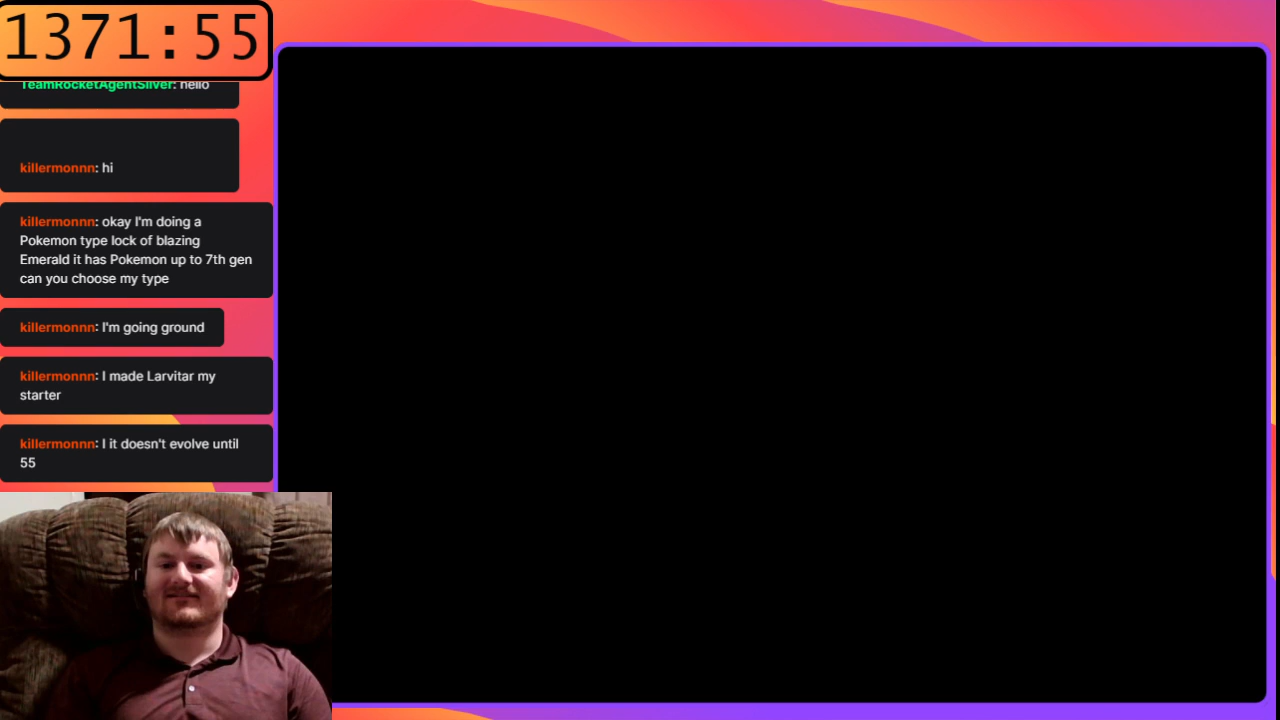 1371:55
TeamRocketAgentSilver: hello
killermonnn: hi
killermonnn: okay I'm doing a
Pokemon type lock of blazing
Emerald it has Pokemon up to 7th gen
can you choose my type
killermonnn: I'm going ground
killermonnn: I made Larvitar my
starter
killermonnn: I it doesn't evolve until
55